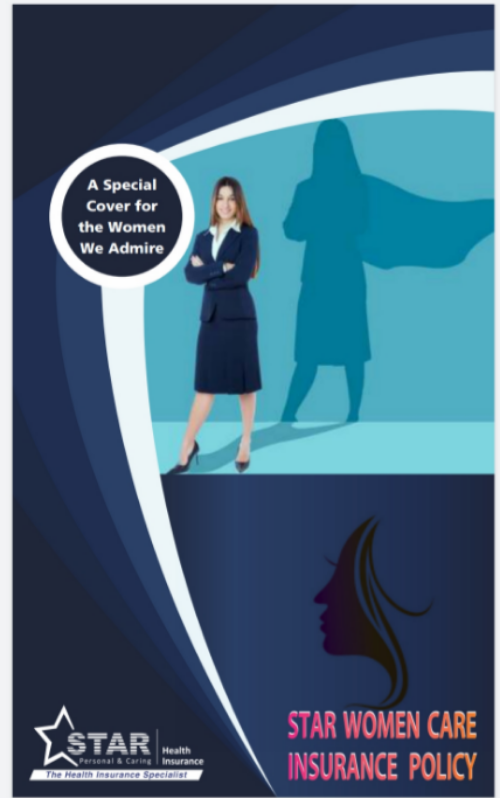 A Special
Cover for
the Women
We Admire
STAR WOMEN CARE
INSURANCE POLICY
STAR
Personal & Caring
Health
Insurance
The Health Insurance Specialist